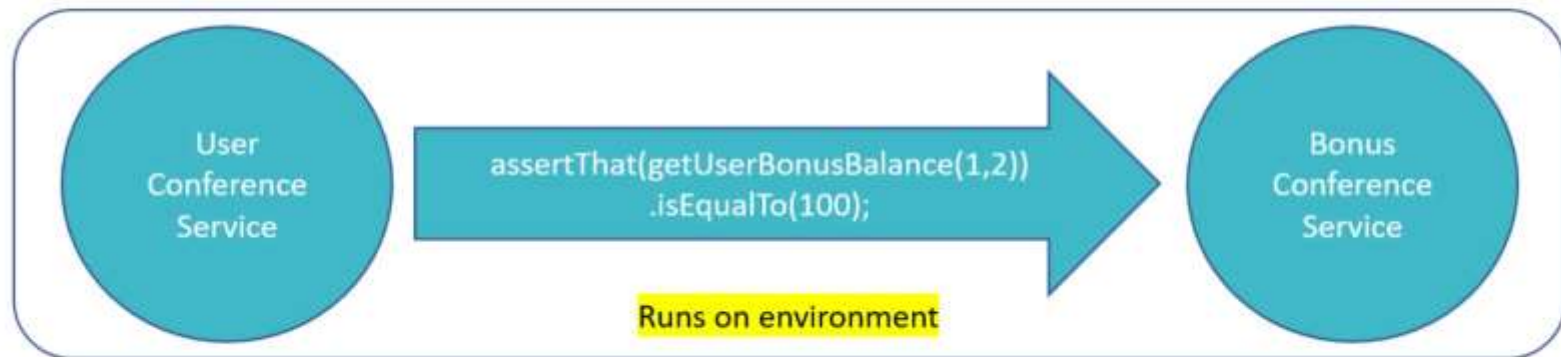 User
Conference
Service
assertThat(getUserBonusBalance(1,2))
.isEqualTo(100);
Bonus
Conference
Service
Runs on environment